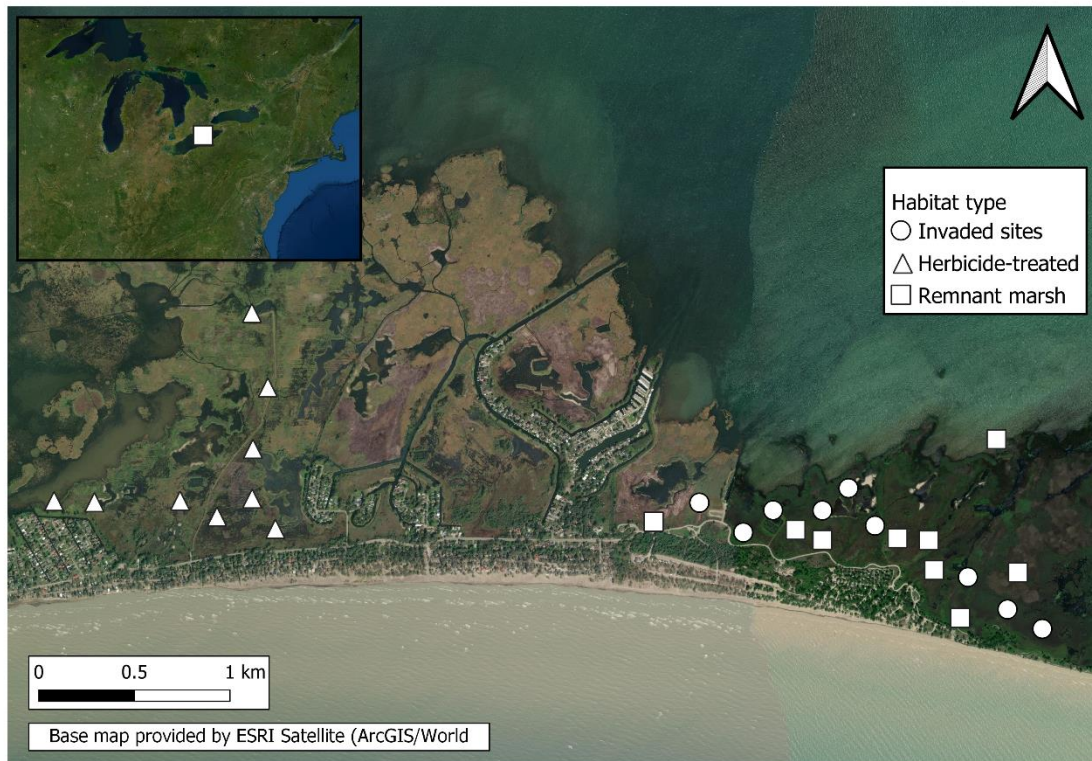 Habitat type
Invaded sites
Herbicide-treated
Remnant marsh
0 0.5 1 km
Base map provided by ESRI Satellite (ArcGIS/World